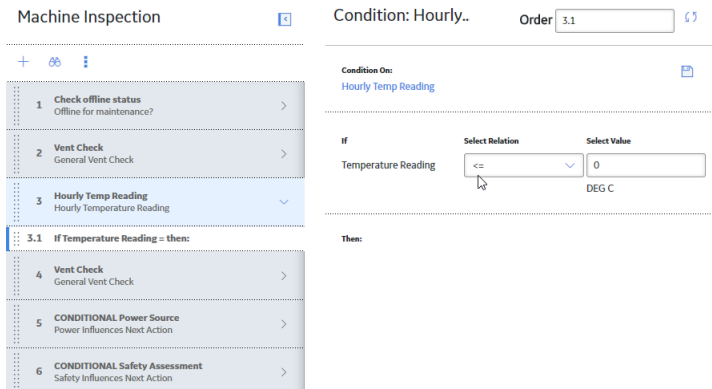 Machine Inspection
1 Check offline status
Offline for maintenance?
2 Vent Check
General Vent Check
3 Hourly Temp Reading
Hourly Temperature Reading
3.1 If Temperature Reading = then:
4 Vent Check
General Vent Check
5 CONDITIONAL Power Source
Power Influences Next Action
6 CONDITIONAL Safety Assessment
Safety Influences Next Action
Condition: Hourly..
Order 3.1
Condition On:
Hourly Temp Reading
If Select Relation Select Value
Temperature Reading <= 0
DEG C
Then: